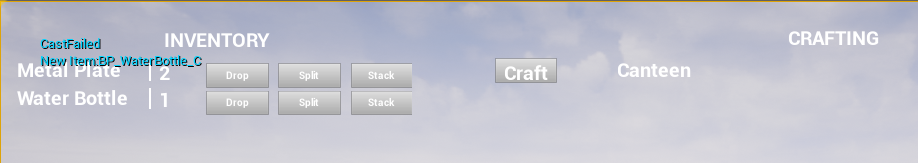 CastFailed
New Item:BP_WaterBottle_C
INVENTORY
CRAFTING
Metal Plate | 2 Drop Split Stack
Water Bottle | 1 Drop Split Stack
Craft Canteen